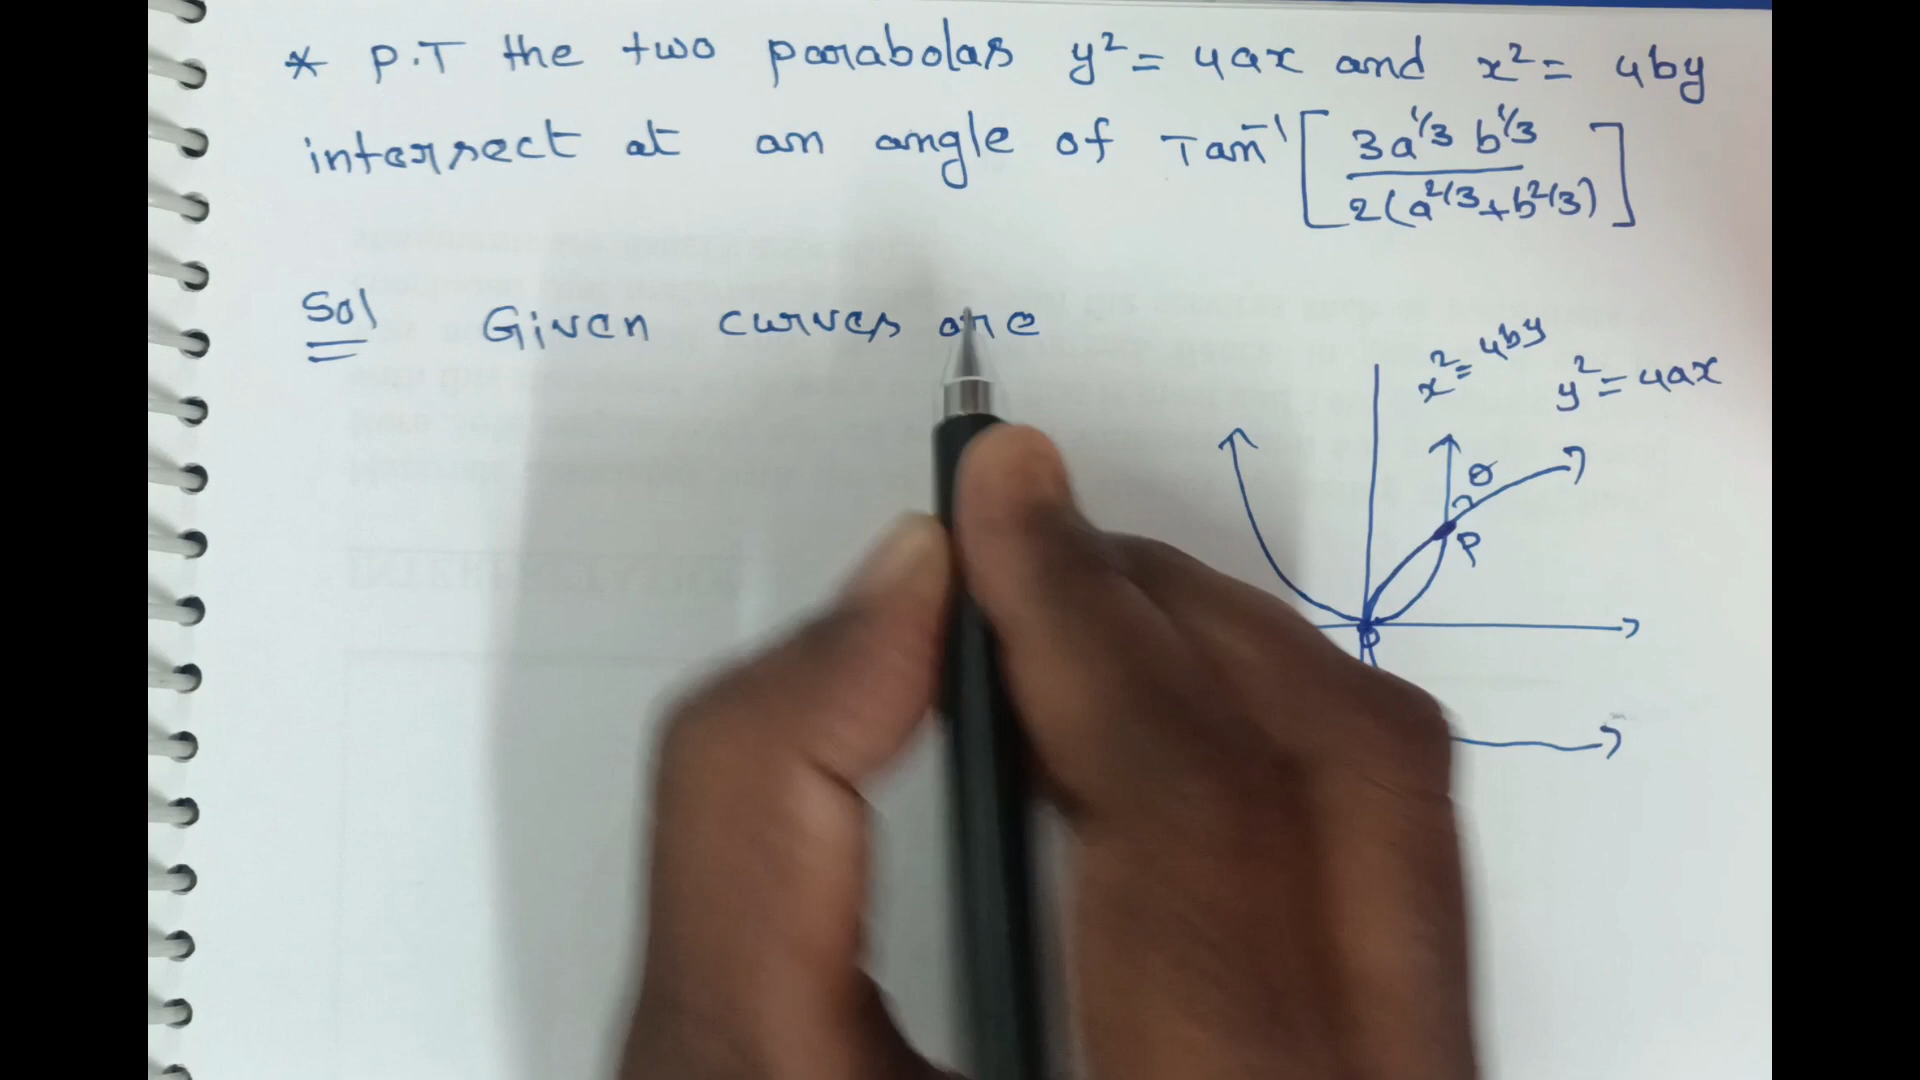 * P.T the two parabolas y² = 4ax and x² = 4by
intersect at an angle of Tan⁻¹ [ 3a^1/3 b^1/3 / 2(a^2/3 + b^2/3) ]
Sol Given curves are
x² = 4by
y² = 4ax
θ
P
O